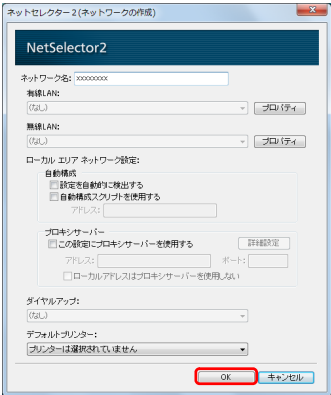 ネットセレクター2(ネットワークの作成)
NetSelector2
ネットワーク名: xxxxxxxx
有線LAN:
(なし) プロパティ
無線LAN:
(なし) プロパティ
ローカル エリア ネットワーク設定:
自動構成
設定を自動的に検出する
自動構成スクリプトを使用する
アドレス:
プロキシサーバー
この設定にプロキシサーバーを使用する 詳細設定
アドレス: ポート:
ローカルアドレスはプロキシサーバーを使用しない
ダイヤルアップ:
(なし)
デフォルトプリンター:
プリンターは選択されていません
OK キャンセル